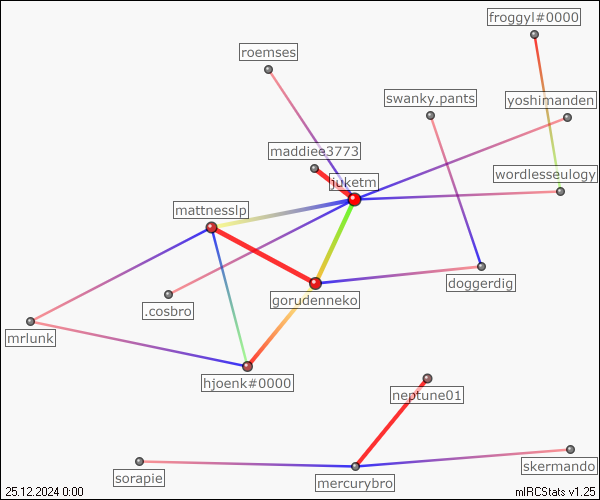 froggyl#0000
roemses
swanky.pants
yoshimanden
maddiee3773
wordlesseulogy
juketm
mattnesslp
doggerdig
gorudenneko
.cosbro
mrlunk
hjoenk#0000
neptune01
skermando
sorapie
mercurybro
25.12.2024 0:00
mIRCStats v1.25